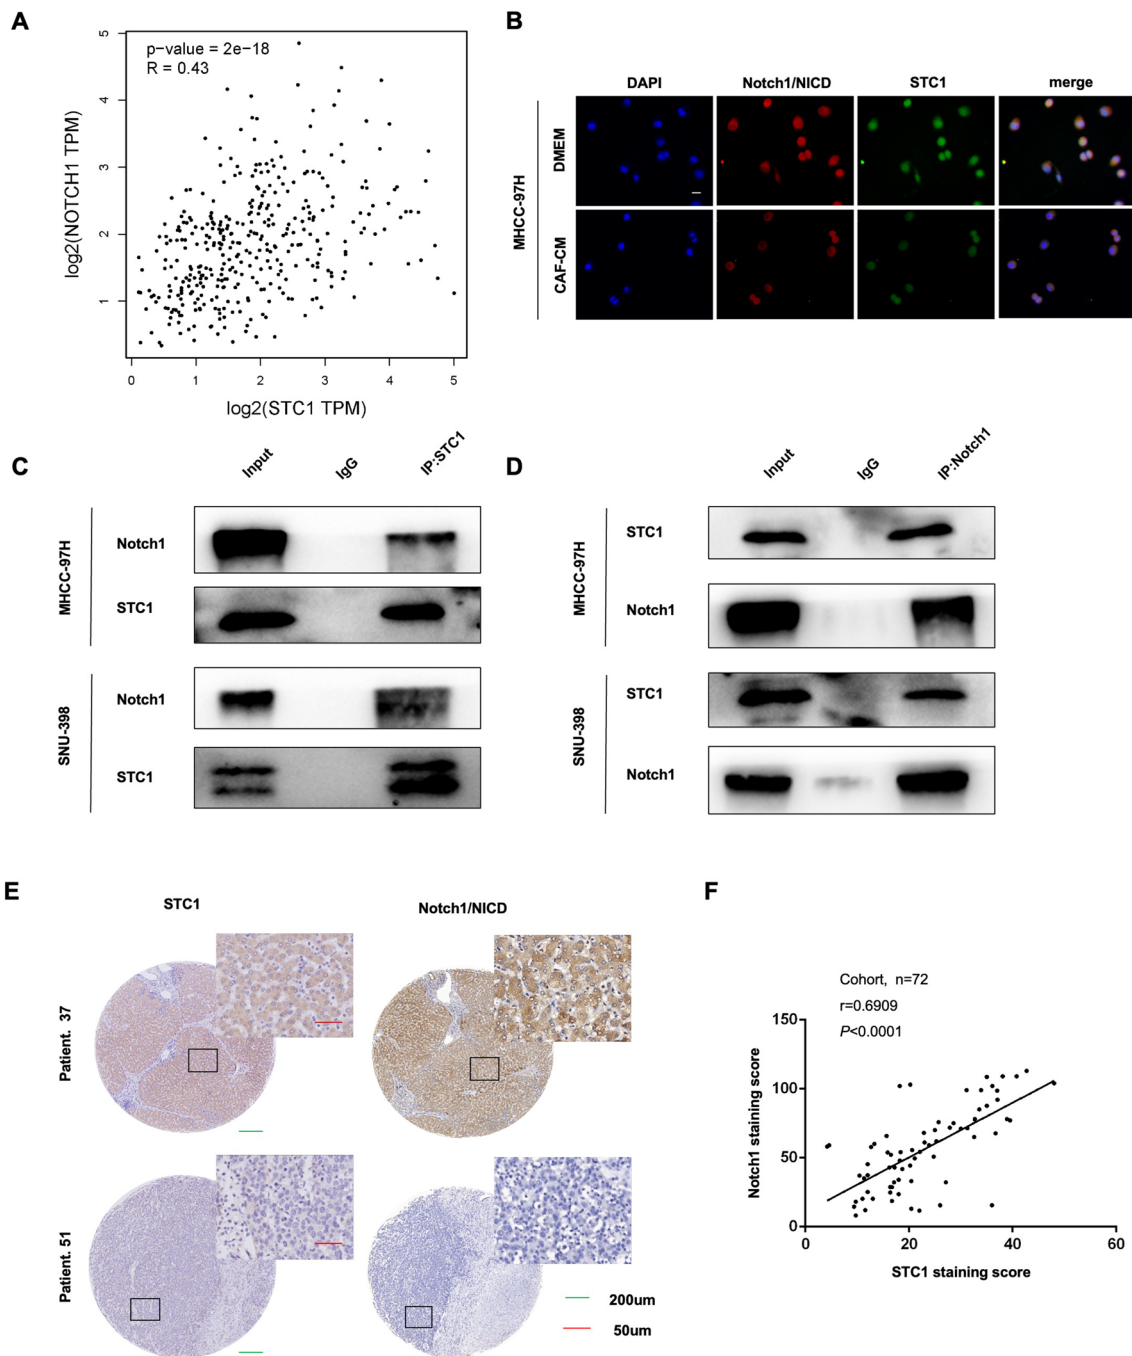 A
p−value = 2e−18
R = 0.43
5
4
3
2
1
log2(NOTCH1 TPM)
0 1 2 3 4 5
log2(STC1 TPM)
B
DAPI Notch1/NICD STC1 merge
MHCC-97H
DMEM
CAF-CM
C
Input IgG IP:STC1
MHCC-97H
Notch1
STC1
SNU-398
Notch1
STC1
D
Input IgG IP:Notch1
MHCC-97H
STC1
Notch1
SNU-398
STC1
Notch1
E
STC1 Notch1/NICD
Patient. 37
Patient. 51
200um
50um
F
Cohort, n=72
r=0.6909
P<0.0001
150
100
50
0
Notch1 staining score
0 20 40 60
STC1 staining score